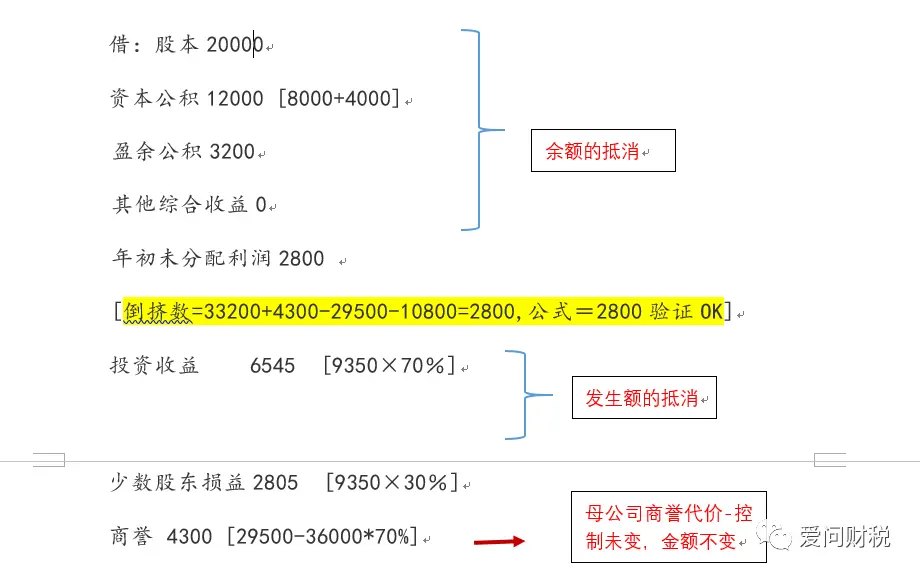 借：股本 20000
资本公积 12000 [8000+4000]
盈余公积 3200
余额的抵消
其他综合收益 0
年初未分配利润 2800
[倒挤数=33200+4300-29500-10800=2800,公式＝2800 验证 OK]
投资收益 6545 [9350×70％]
发生额的抵消
少数股东损益 2805 [9350×30％]
商誉 4300 [29500-36000*70%]
母公司商誉代价-控
制未变，金额不变
爱问财税